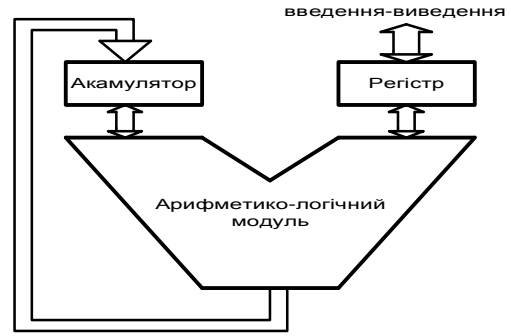 введення-виведення
Акамулятор
Регістр
Арифметико-логічний
модуль